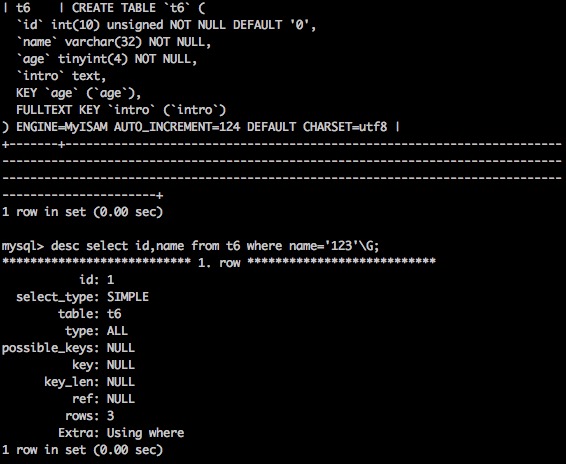 | t6    | CREATE TABLE `t6` (
  `id` int(10) unsigned NOT NULL DEFAULT '0',
  `name` varchar(32) NOT NULL,
  `age` tinyint(4) NOT NULL,
  `intro` text,
  KEY `age` (`age`),
  FULLTEXT KEY `intro` (`intro`)
) ENGINE=MyISAM AUTO_INCREMENT=124 DEFAULT CHARSET=utf8 |
+-------+-----------------------------------------------------------------------
--------------------------------------------------------------------------------
--------------------------------------------------------------------------------
----------------------+
1 row in set (0.00 sec)

mysql> desc select id,name from t6 where name='123'\G;
*************************** 1. row ***************************
           id: 1
  select_type: SIMPLE
        table: t6
         type: ALL
possible_keys: NULL
          key: NULL
      key_len: NULL
          ref: NULL
         rows: 3
        Extra: Using where
1 row in set (0.00 sec)